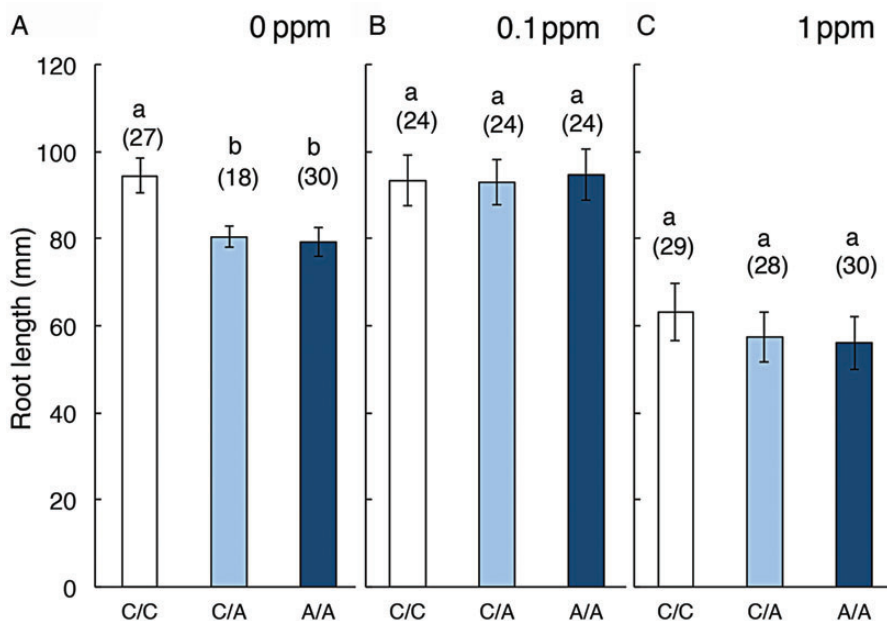 A 0 ppm
B 0.1 ppm
C 1 ppm
Root length (mm)
120
100
80
60
40
20
0
a
(27)
b
(18)
b
(30)
a
(24)
a
(24)
a
(24)
a
(29)
a
(28)
a
(30)
C/C C/A A/A
C/C C/A A/A
C/C C/A A/A